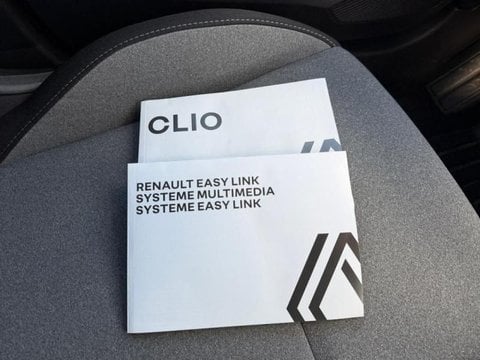 CLIO
RENAULT EASY LINK
SYSTEME MULTIMEDIA
SYSTEME EASY LINK